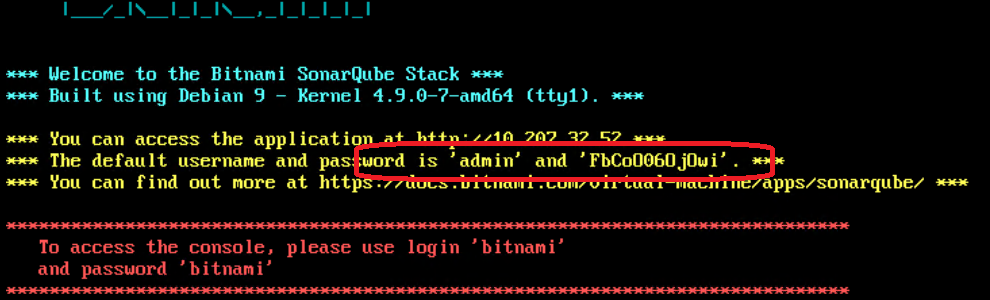 *** Welcome to the Bitnami SonarQube Stack ***
*** Built using Debian 9 - Kernel 4.9.0-7-amd64 (tty1). ***
*** You can access the application at http://10.207.32.52 ***
*** The default username and password is 'admin' and 'FbCoO06OjOwi'. ***
*** You can find out more at https://docs.bitnami.com/virtual-machine/apps/sonarqube/ ***
******************************************************************************
To access the console, please use login 'bitnami'
and password 'bitnami'
******************************************************************************